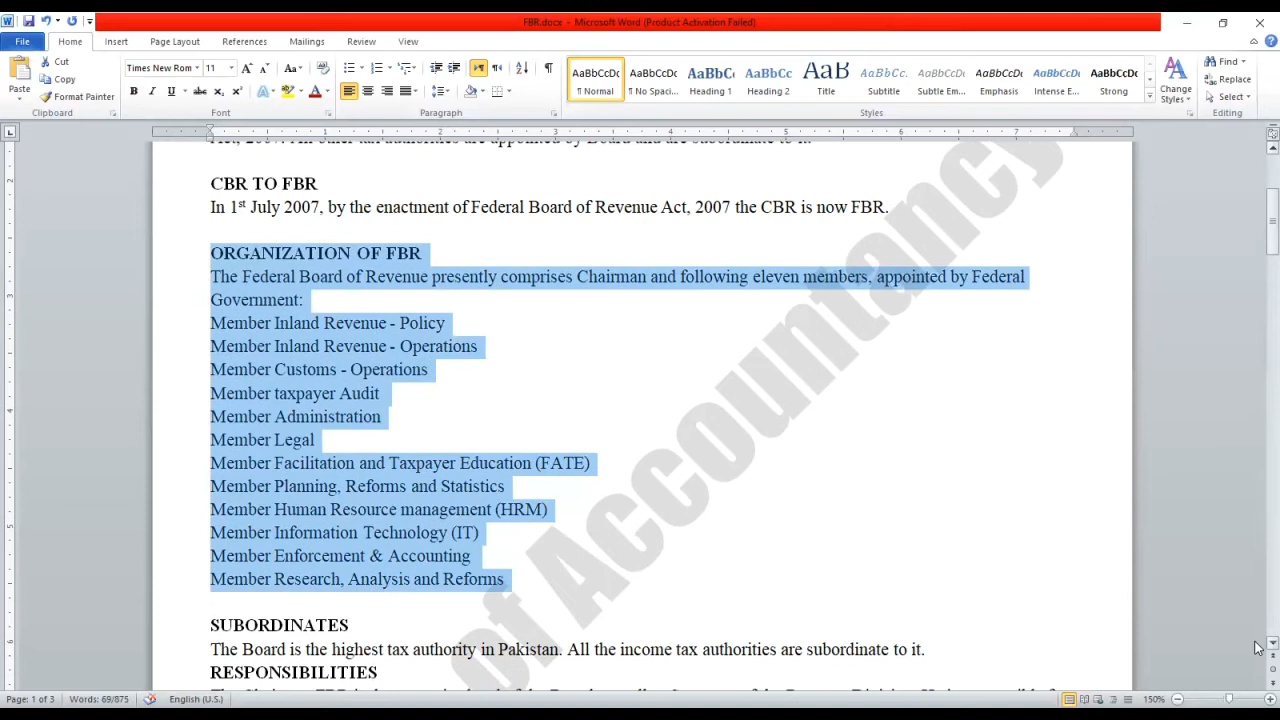 FBR.docx - Microsoft Word (Product Activation Failed)
File Home Insert Page Layout References Mailings Review View
Paste
Cut
Copy
Format Painter
Clipboard
Times New Rom 11
Font
Paragraph
AaBbCcDc AaBbCcDc AaBbC AaBbCc AaB AaBbCc. AaBbCcDc AaBbCcDc AaBbCcDc AaBbCcDc
¶ Normal ¶ No Spaci... Heading 1 Heading 2 Title Subtitle Subtle Em... Emphasis Intense E... Strong
Styles
Change Styles
Find
Replace
Select
Editing
CBR TO FBR
In 1st July 2007, by the enactment of Federal Board of Revenue Act, 2007 the CBR is now FBR.
ORGANIZATION OF FBR
The Federal Board of Revenue presently comprises Chairman and following eleven members, appointed by Federal
Government:
Member Inland Revenue - Policy
Member Inland Revenue - Operations
Member Customs - Operations
Member taxpayer Audit
Member Administration
Member Legal
Member Facilitation and Taxpayer Education (FATE)
Member Planning, Reforms and Statistics
Member Human Resource management (HRM)
Member Information Technology (IT)
Member Enforcement & Accounting
Member Research, Analysis and Reforms
SUBORDINATES
The Board is the highest tax authority in Pakistan. All the income tax authorities are subordinate to it.
RESPONSIBILITIES
of Accountancy
Page: 1 of 3 Words: 69/875 English (U.S.) 150%